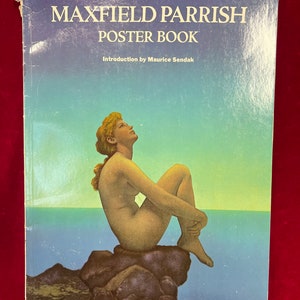 MAXFIELD PARRISH
POSTER BOOK
Introduction by Maurice Sendak